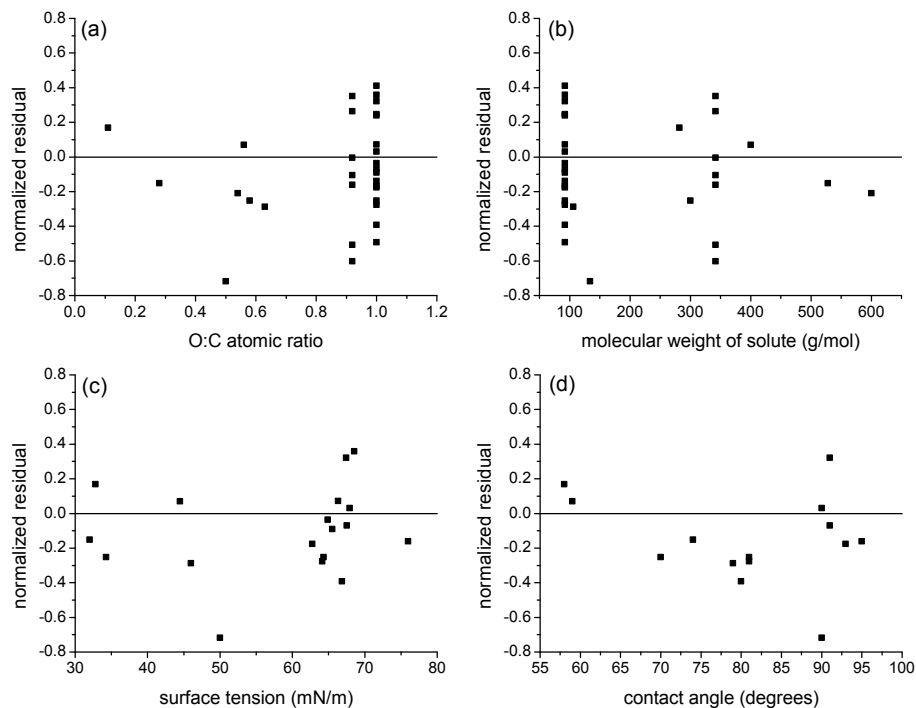 (a)
0.8
0.6
0.4
0.2
0.0
-0.2
-0.4
-0.6
-0.8
normalized residual
0.0 0.2 0.4 0.6 0.8 1.0 1.2
O:C atomic ratio
(b)
0.8
0.6
0.4
0.2
0.0
-0.2
-0.4
-0.6
-0.8
normalized residual
100 200 300 400 500 600
molecular weight of solute (g/mol)
(c)
0.8
0.6
0.4
0.2
0.0
-0.2
-0.4
-0.6
-0.8
normalized residual
30 40 50 60 70 80
surface tension (mN/m)
(d)
0.8
0.6
0.4
0.2
0.0
-0.2
-0.4
-0.6
-0.8
normalized residual
55 60 65 70 75 80 85 90 95 100
contact angle (degrees)